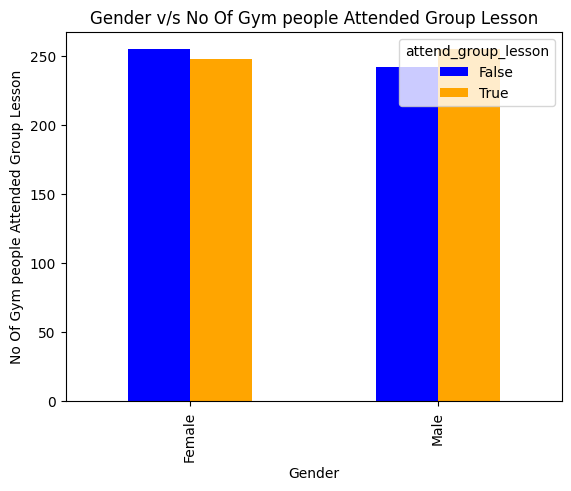 Gender v/s No Of Gym people Attended Group Lesson
No Of Gym people Attended Group Lesson
250
200
150
100
50
0
attend_group_lesson
False
True
Female
Male
Gender